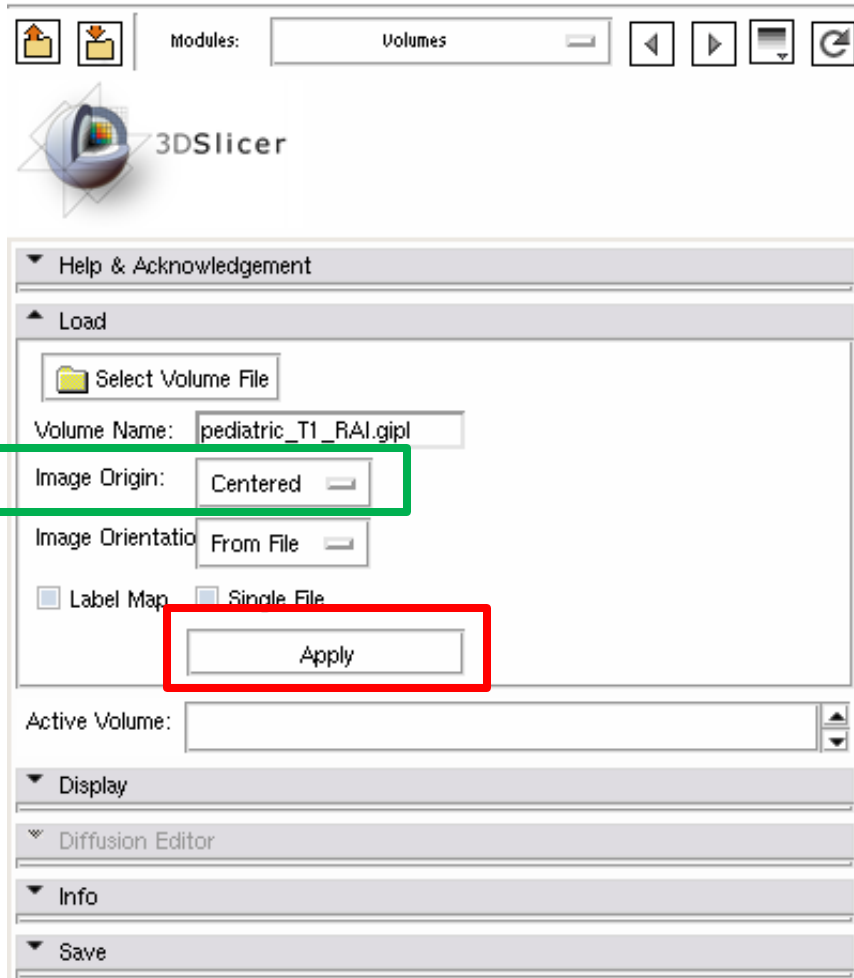 Modules: Volumes
3DSlicer
Help & Acknowledgement
Load
Select Volume File
Volume Name: pediatric_T1_RAI.gipl
Image Origin: Centered
Image Orientatio From File
Label Map Single File
Apply
Active Volume:
Display
Diffusion Editor
Info
Save